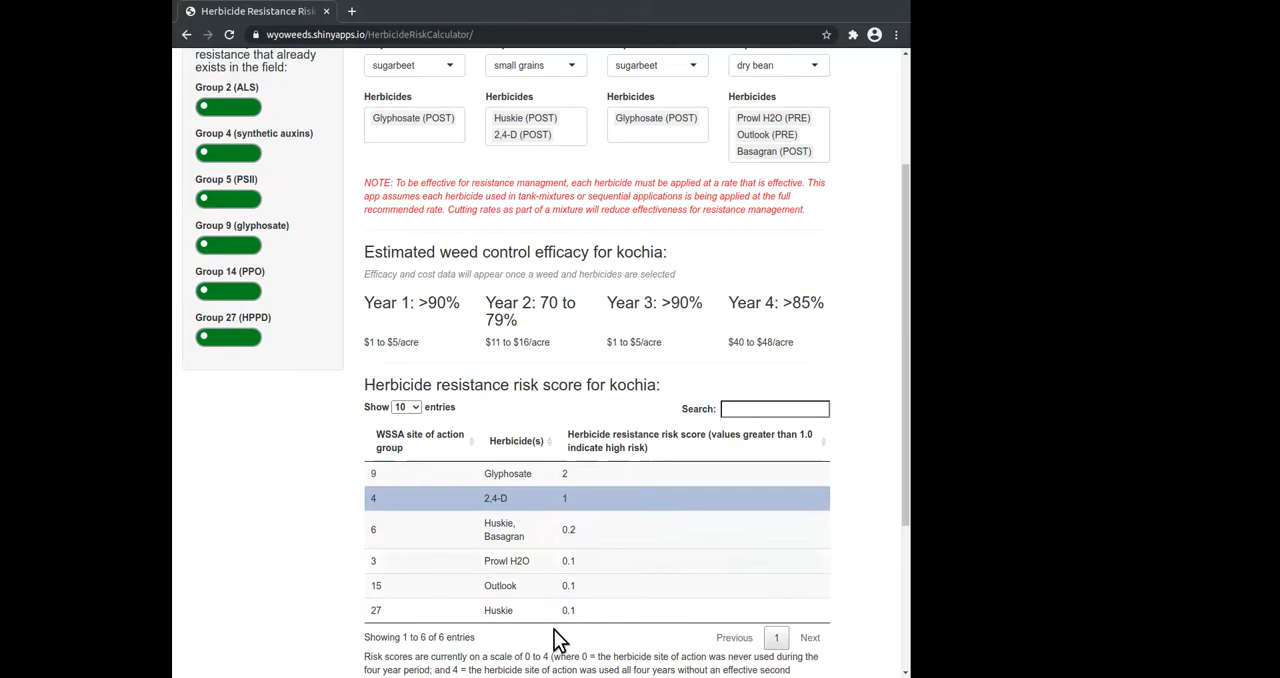 Herbicide Resistance Risk
wyoweeds.shinyapps.io/HerbicideRiskCalculator/
resistance that already
exists in the field:
Group 2 (ALS)
Group 4 (synthetic auxins)
Group 5 (PSII)
Group 9 (glyphosate)
Group 14 (PPO)
Group 27 (HPPD)
sugarbeet small grains sugarbeet dry bean
Herbicides Herbicides Herbicides Herbicides
Glyphosate (POST) Huskie (POST) Glyphosate (POST) Prowl H2O (PRE)
2,4-D (POST) Outlook (PRE)
Basagran (POST)
NOTE: To be effective for resistance managment, each herbicide must be applied at a rate that is effective. This
app assumes each herbicide used in tank-mixtures or sequential applications is being applied at the full
recommended rate. Cutting rates as part of a mixture will reduce effectiveness for resistance management.
Estimated weed control efficacy for kochia:
Efficacy and cost data will appear once a weed and herbicides are selected
Year 1: >90% Year 2: 70 to Year 3: >90% Year 4: >85%
79%
$1 to $5/acre $11 to $16/acre $1 to $5/acre $40 to $48/acre
Herbicide resistance risk score for kochia:
Show 10 entries Search:
WSSA site of action Herbicide(s) Herbicide resistance risk score (values greater than 1.0
group indicate high risk)
9 Glyphosate 2
4 2,4-D 1
6 Huskie, 0.2
Basagran
3 Prowl H2O 0.1
15 Outlook 0.1
27 Huskie 0.1
Showing 1 to 6 of 6 entries Previous 1 Next
Risk scores are currently on a scale of 0 to 4 (where 0 = the herbicide site of action was never used during the
four year period; and 4 = the herbicide site of action was used all four years without an effective second